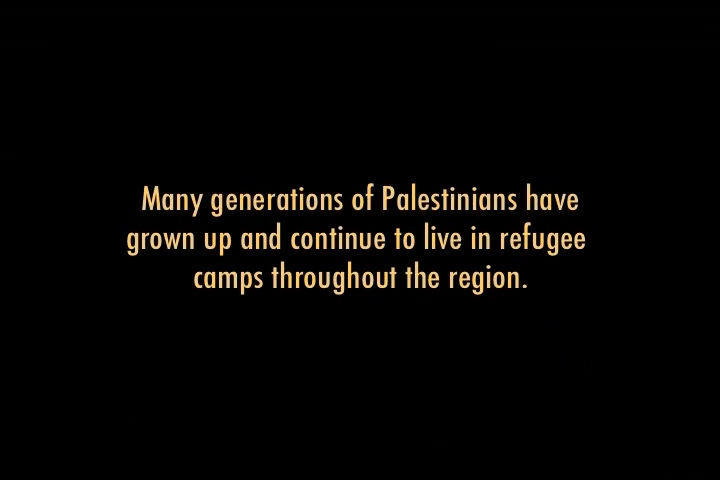 Many generations of Palestinians have
grown up and continue to live in refugee
camps throughout the region.